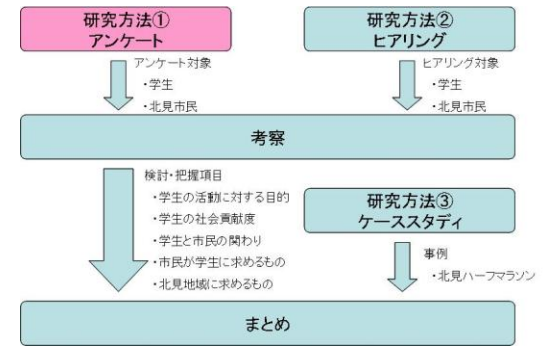 研究方法①
アンケート
研究方法②
ヒアリング
アンケート対象
・学生
・北見市民
ヒアリング対象
・学生
・北見市民
考察
検討・把握項目
・学生の活動に対する目的
・学生の社会貢献度
・学生と市民の関わり
・市民が学生に求めるもの
・北見地域に求めるもの
研究方法③
ケーススタディ
事例
・北見ハーフマラソン
まとめ